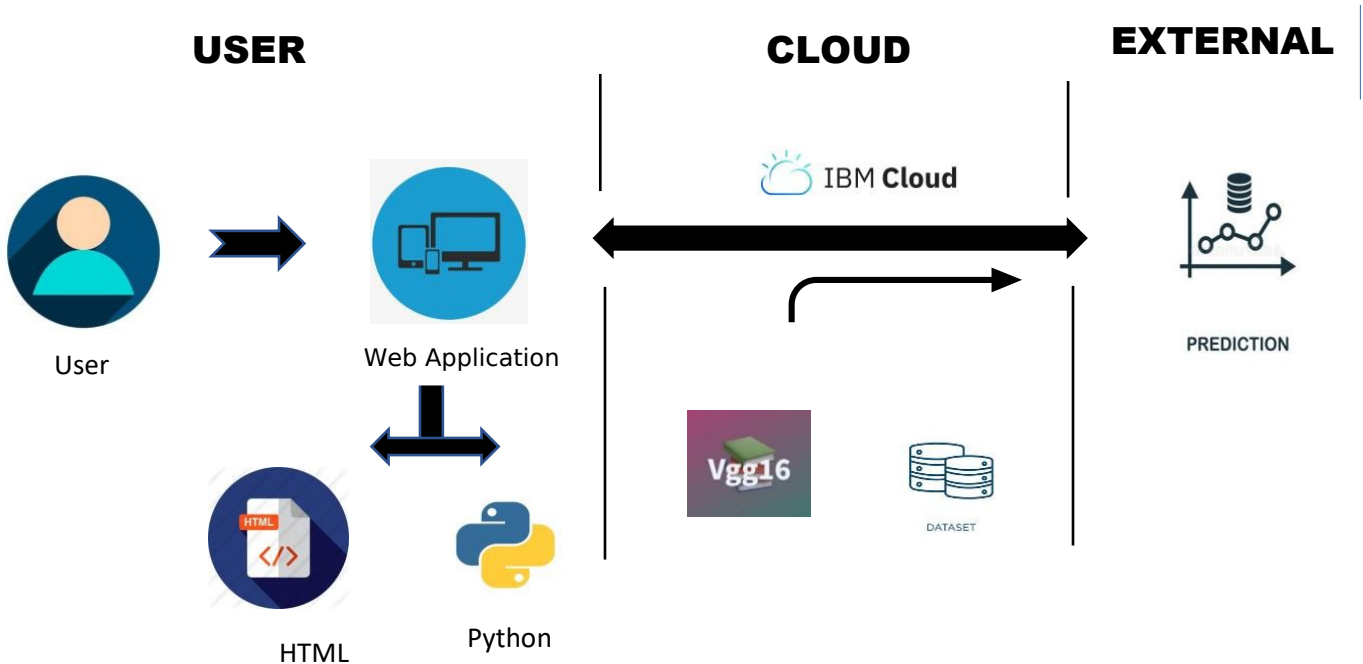 USER
CLOUD
EXTERNAL
IBM Cloud
User
Web Application
PREDICTION
Vgg16
DATASET
HTML
</>
HTML
Python